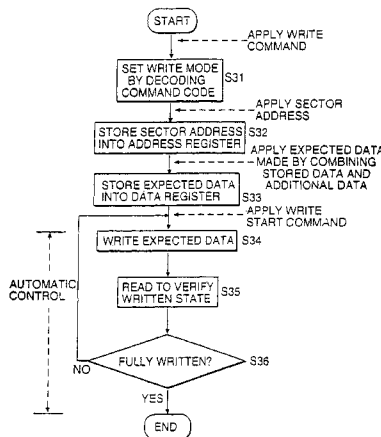 START
APPLY WRITE
COMMAND
SET WRITE MODE
BY DECODING
COMMAND CODE
S31
APPLY SECTOR
ADDRESS
STORE SECTOR ADDRESS
INTO ADDRESS REGISTER
S32
APPLY EXPECTED DATA
MADE BY COMBINING
STORED DATA AND
ADDITIONAL DATA
STORE EXPECTED DATA
INTO DATA REGISTER
S33
APPLY WRITE
START COMMAND
WRITE EXPECTED DATA
S34
AUTOMATIC
CONTROL
READ TO VERIFY
WRITTEN STATE
S35
FULLY WRITTEN?
S36
NO
YES
END